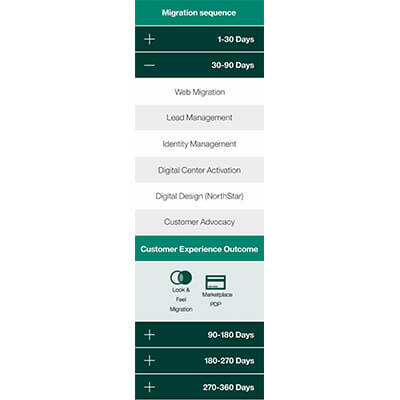 Migration sequence
1-30 Days
30-90 Days
Web Migration
Lead Management
Identity Management
Digital Center Activation
Digital Design (NorthStar)
Customer Advocacy
Customer Experience Outcome
Look &
Feel
Migration
Marketplace
PDP
90-180 Days
180-270 Days
270-360 Days